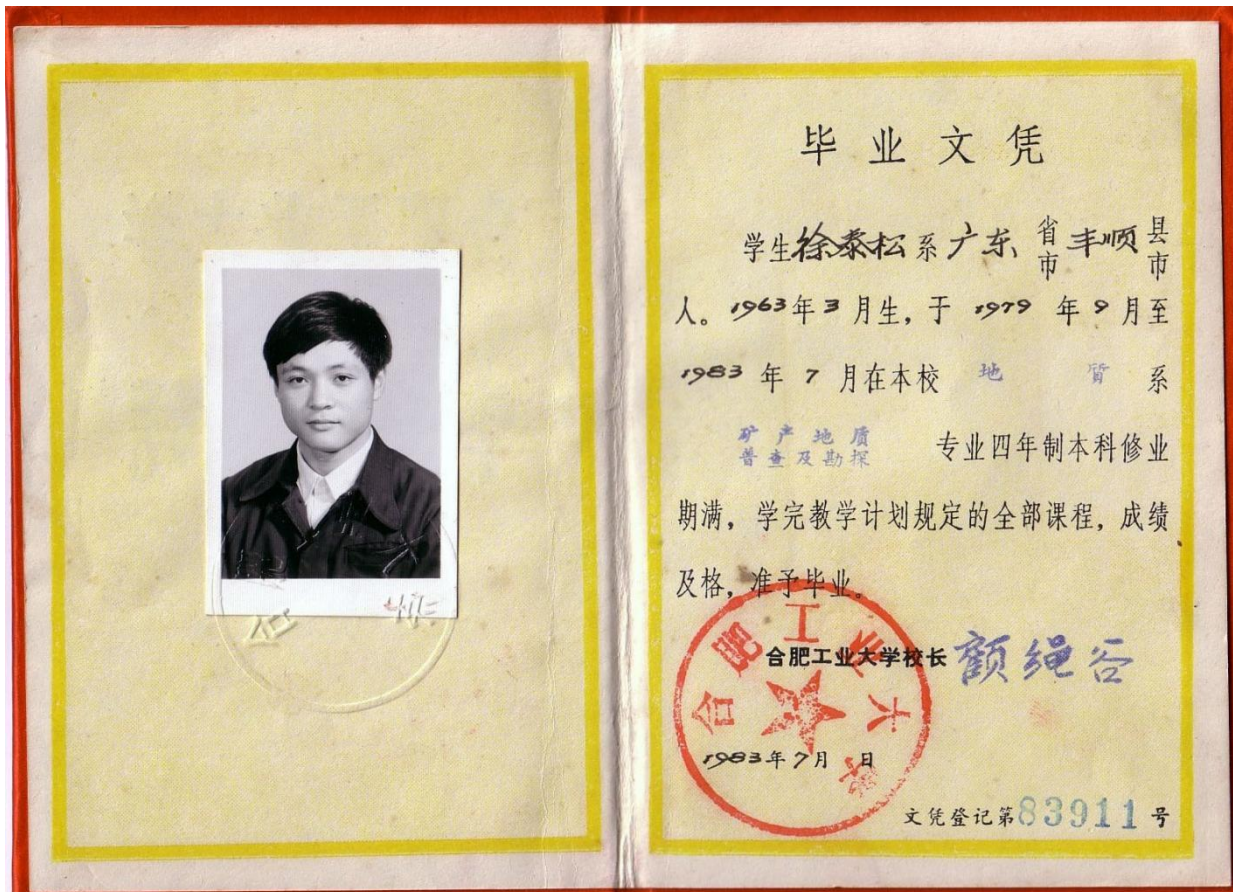 毕业文凭
学生徐泰松系广东省市丰顺县市
人。1963年3月生，于1979年9月至
1983年7月在本校地质系
矿产地质
普查及勘探专业四年制本科修业
期满，学完教学计划规定的全部课程，成绩
及格，准予毕业。
合肥工业大学校长
合肥工业大学
1983年7月 日
文凭登记第83911号